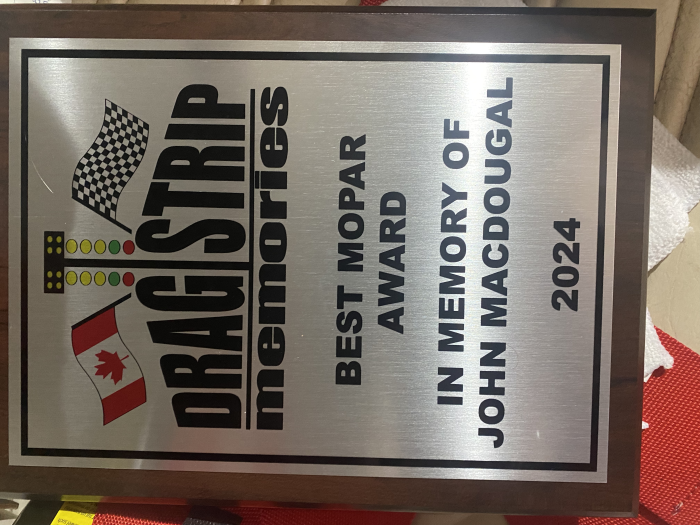 DRAG STRIP
memories
BEST MOPAR
AWARD
IN MEMORY OF
JOHN MACDOUGAL
2024